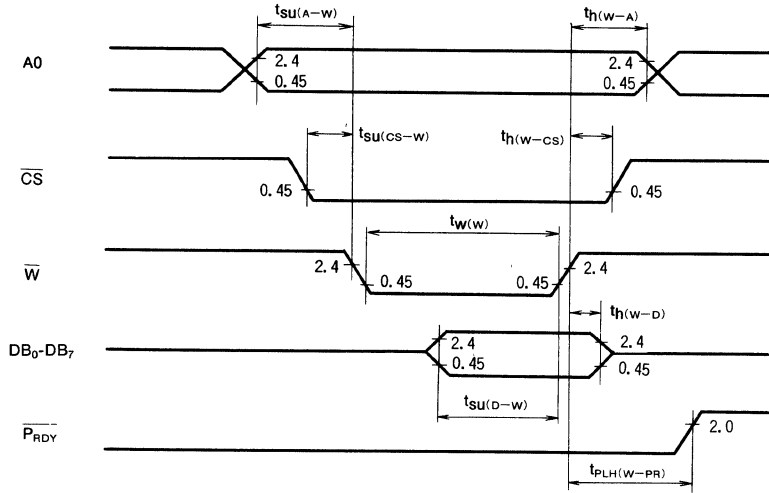 tsu(A-W)
th(W-A)
A0
2.4
0.45
2.4
0.45
tsu(CS-W)
th(W-CS)
C̅S̅
0.45
0.45
tW(W)
W̅
2.4
0.45
0.45
2.4
th(W-D)
DB0-DB7
2.4
0.45
2.4
0.45
tsu(D-W)
P̅R̅D̅Y̅
2.0
tPLH(W-PR)